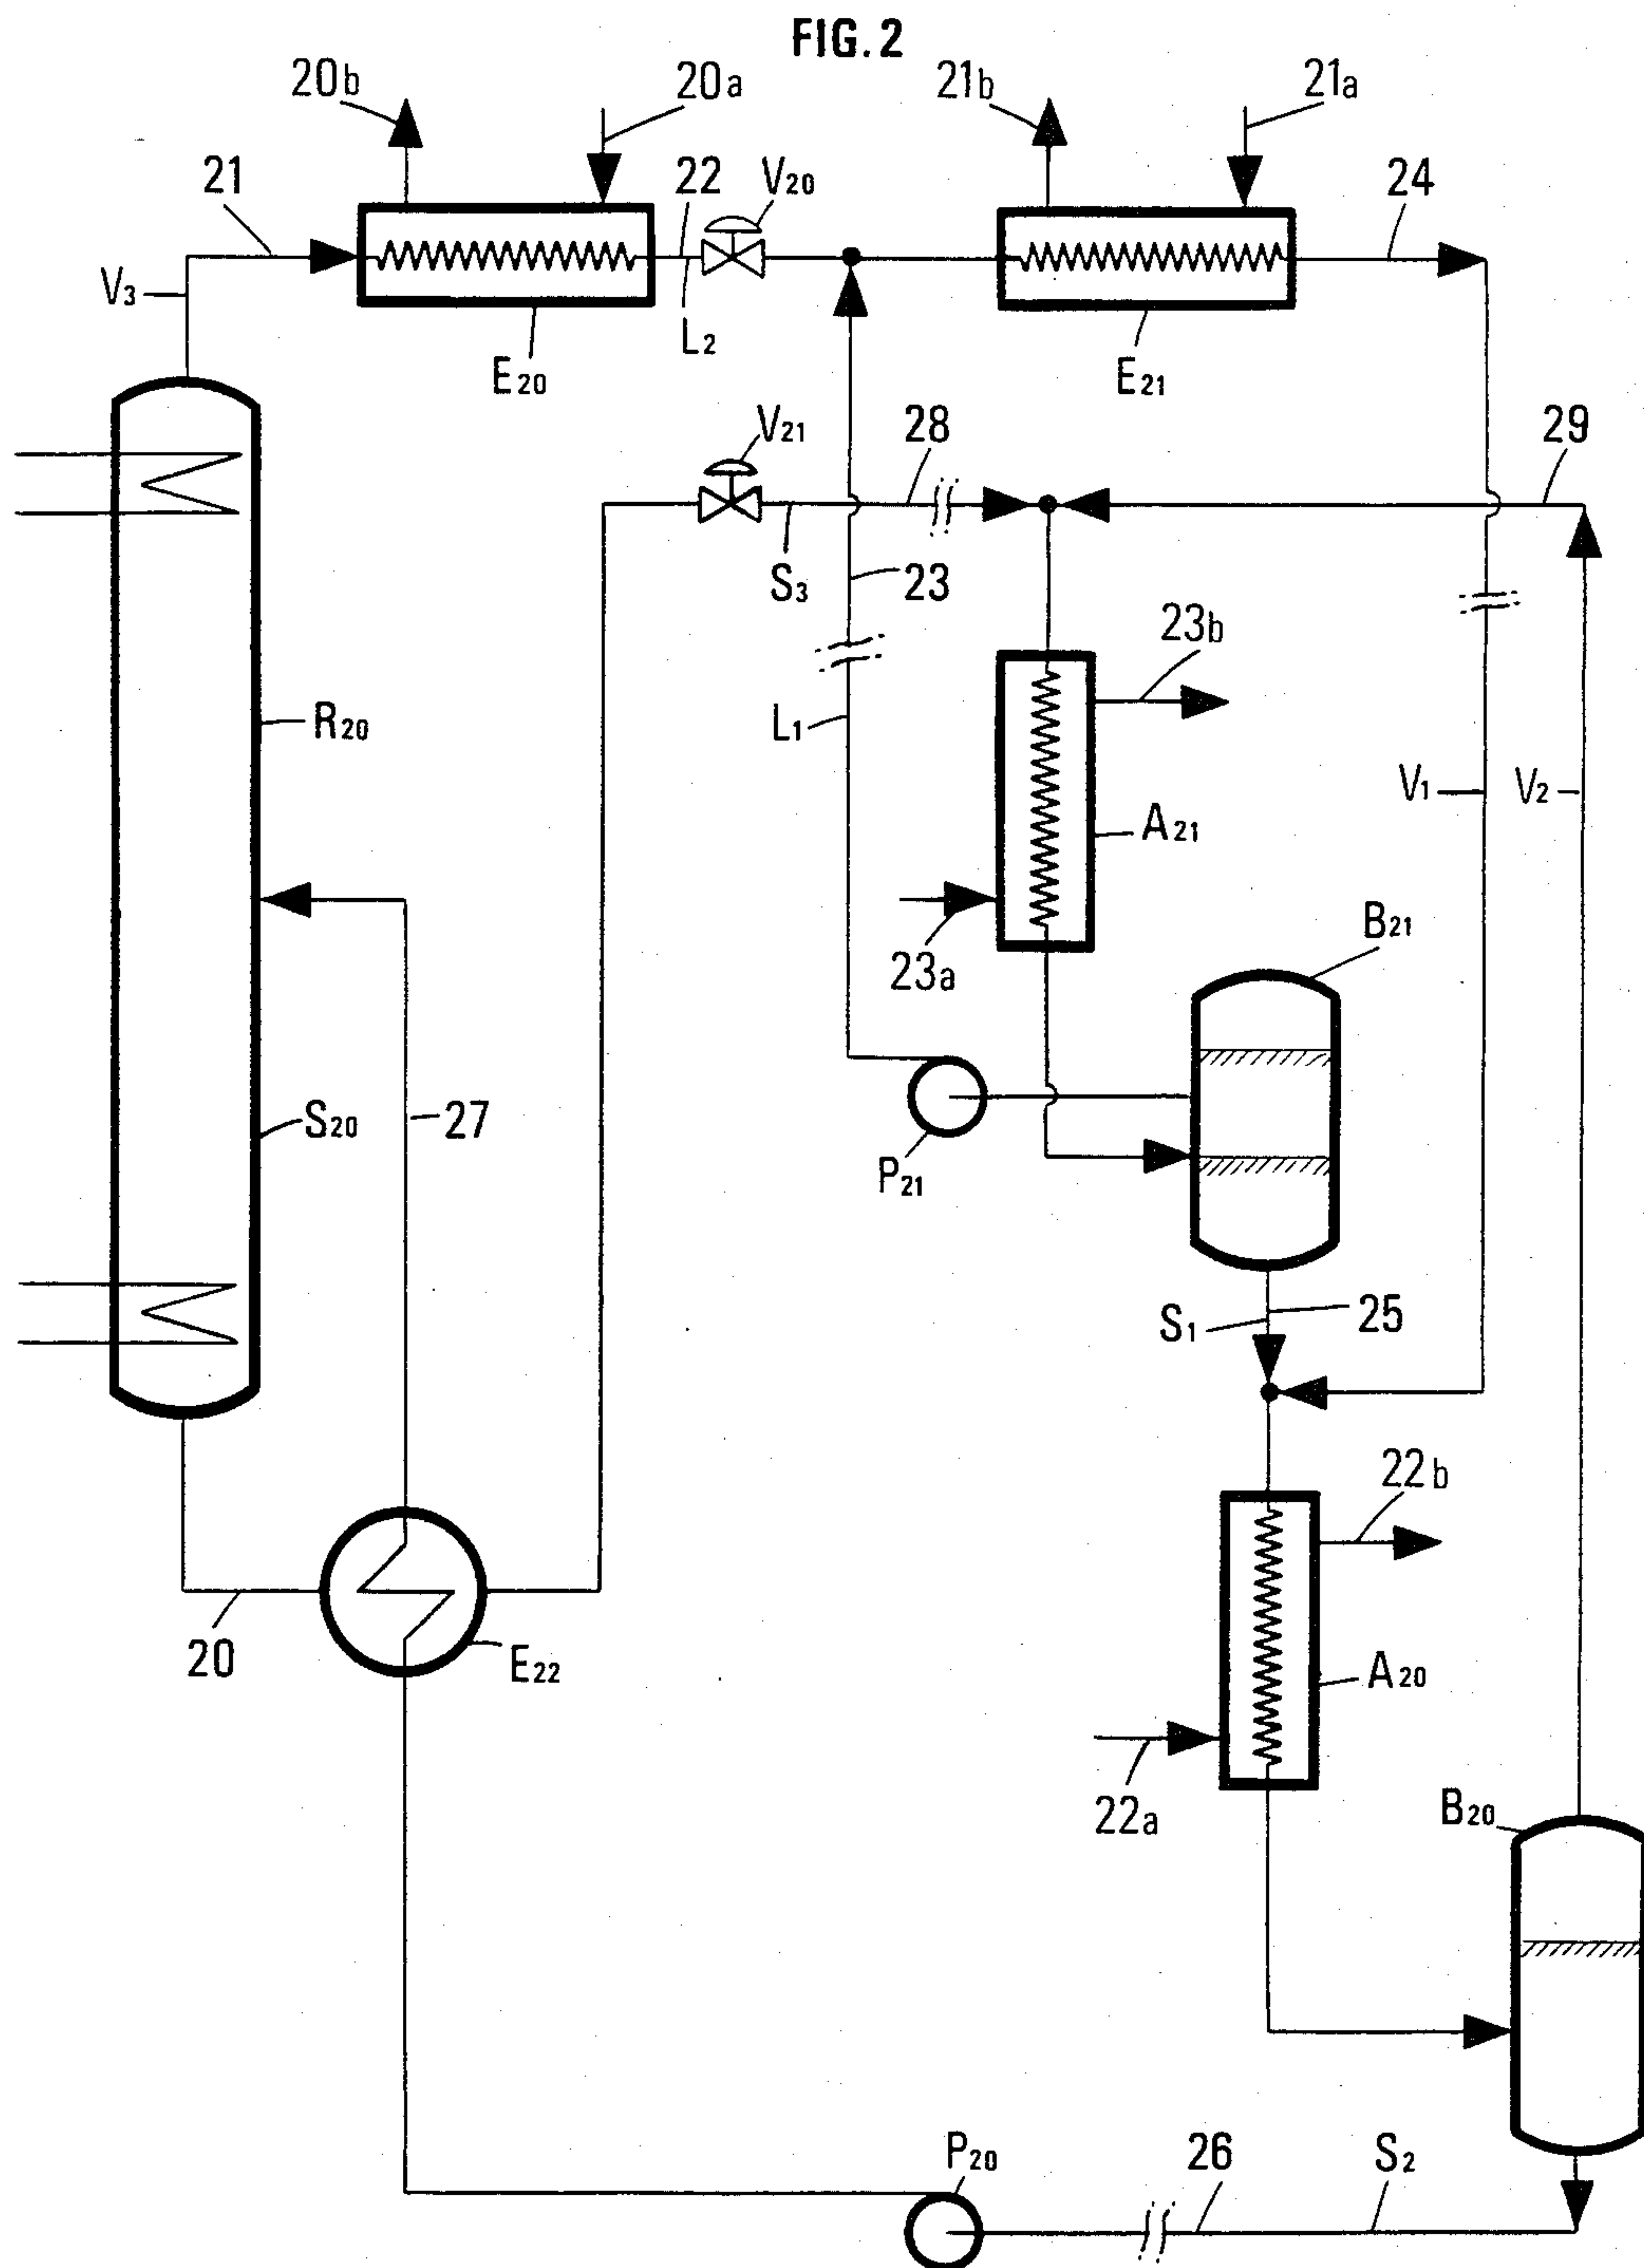 FIG. 2
20b
20a
21b
21a
21
22
V20
24
V3
E20
L2
E21
V21
28
29
S3
23
23b
R20
L1
V1
V2
A21
B21
23a
S20
27
P21
S1
25
22b
20
E22
A20
22a
B20
P20
26
S2